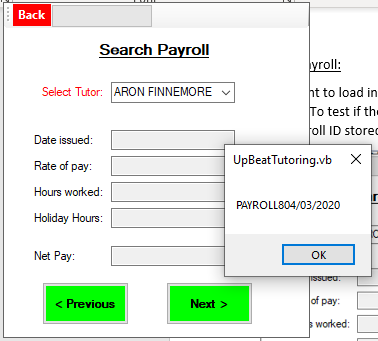 Back
Search Payroll
yroll:
Select Tutor: ARON FINNEMORE
nt to load in
To test if the
roll ID stored
Date issued:
Rate of pay:
Hours worked:
Holiday Hours:
Net Pay:
< Previous
Next >
UpBeatTutoring.vb
PAYROLL804/03/2020
OK
issued:
of pay:
s worked: